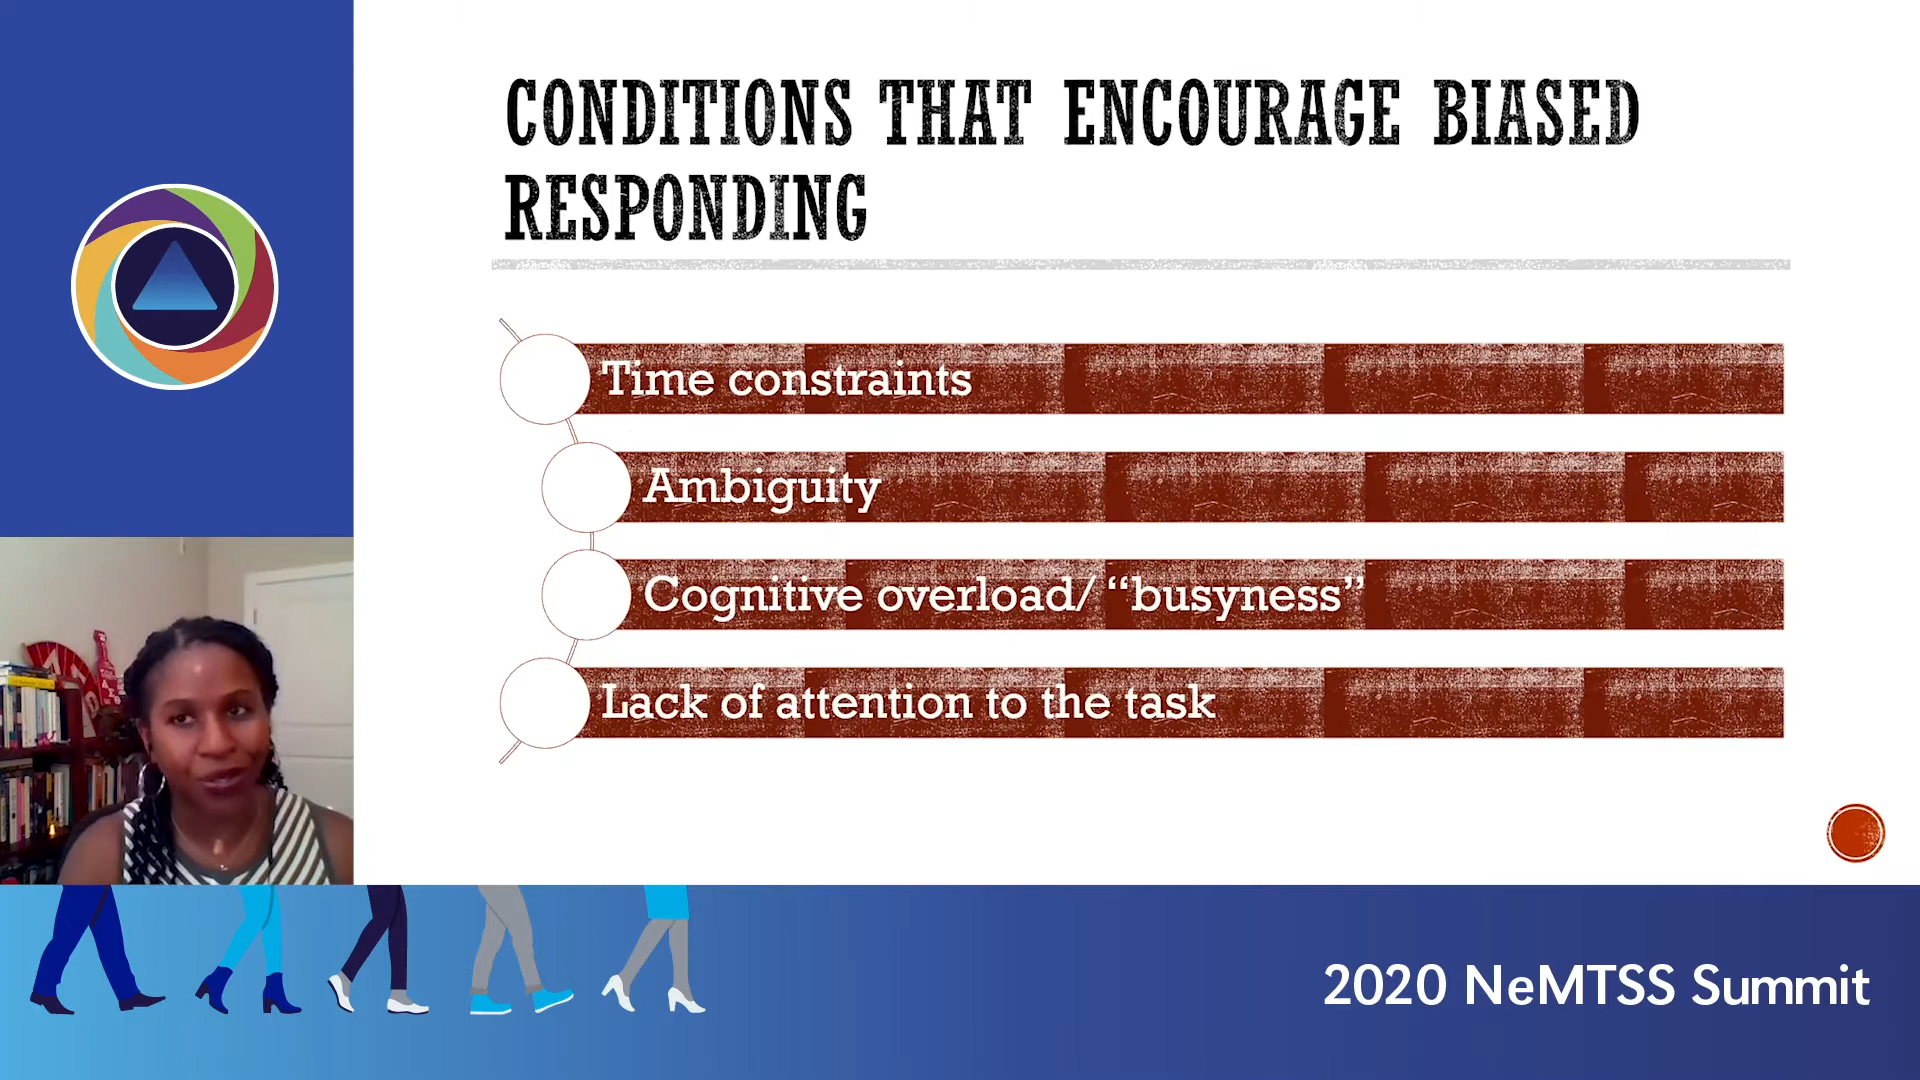 CONDITIONS THAT ENCOURAGE BIASED
RESPONDING
Time constraints
Ambiguity
Cognitive overload/ “busyness”
Lack of attention to the task
2020 NeMTSS Summit